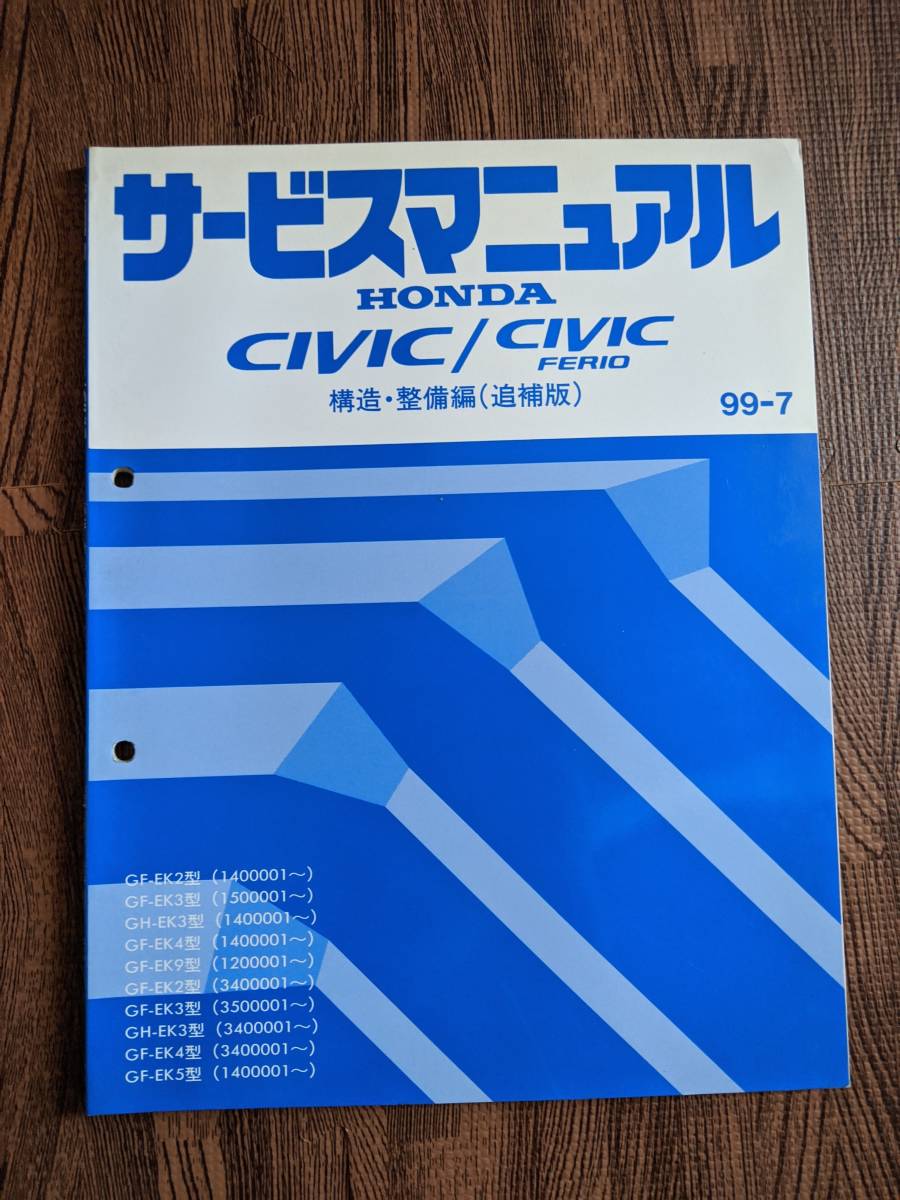 サービスマニュアル
HONDA
CIVIC/CIVIC FERIO
構造・整備編(追補版)
99-7
GF-EK2型(1400001〜)
GF-EK3型(1500001〜)
GH-EK3型(1400001〜)
GF-EK4型(1400001〜)
GF-EK9型(1200001〜)
GF-EK2型(3400001〜)
GF-EK3型(3500001〜)
GH-EK3型(3400001〜)
GF-EK4型(3400001〜)
GF-EK5型(1400001〜)